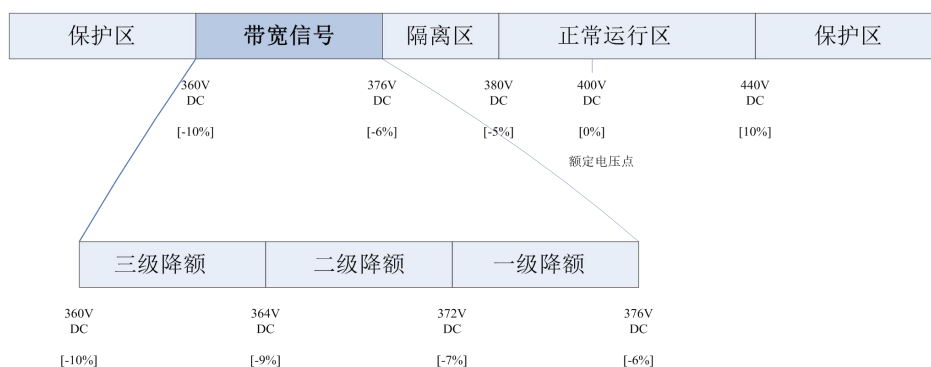 保护区 带宽信号 隔离区 正常运行区 保护区
360V 376V 380V 400V 440V
DC DC DC DC DC
[-10%] [-6%] [-5%] [0%] [10%]
额定电压点
三级降额 二级降额 一级降额
360V 364V 372V 376V
DC DC DC DC
[-10%] [-9%] [-7%] [-6%]